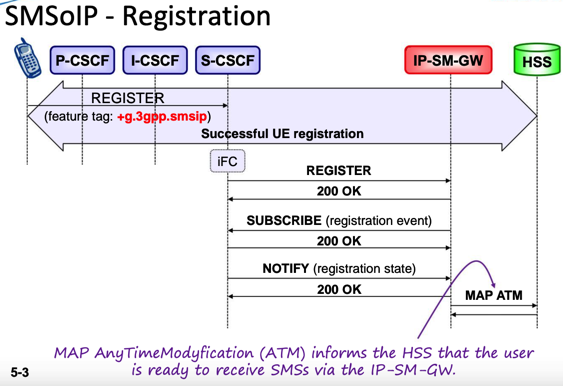 SMSoIP - Registration
P-CSCF
I-CSCF
S-CSCF
IP-SM-GW
HSS
REGISTER
(feature tag: +g.3gpp.smsip)
Successful UE registration
iFC
REGISTER
200 OK
SUBSCRIBE (registration event)
200 OK
NOTIFY (registration state)
200 OK
MAP ATM
MAP AnyTimeModyfication (ATM) informs the HSS that the user
is ready to receive SMSs via the IP-SM-GW.
5-3